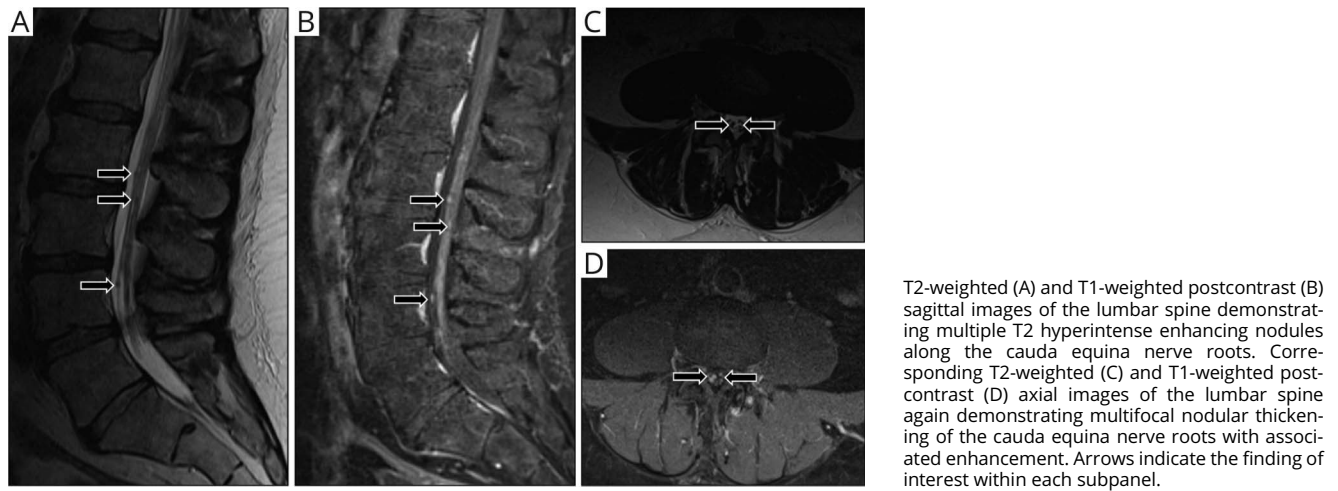 A
B
C
D
T2-weighted (A) and T1-weighted postcontrast (B)
sagittal images of the lumbar spine demonstrat-
ing multiple T2 hyperintense enhancing nodules
along the cauda equina nerve roots. Corre-
sponding T2-weighted (C) and T1-weighted post-
contrast (D) axial images of the lumbar spine
again demonstrating multifocal nodular thicken-
ing of the cauda equina nerve roots with associ-
ated enhancement. Arrows indicate the finding of
interest within each subpanel.